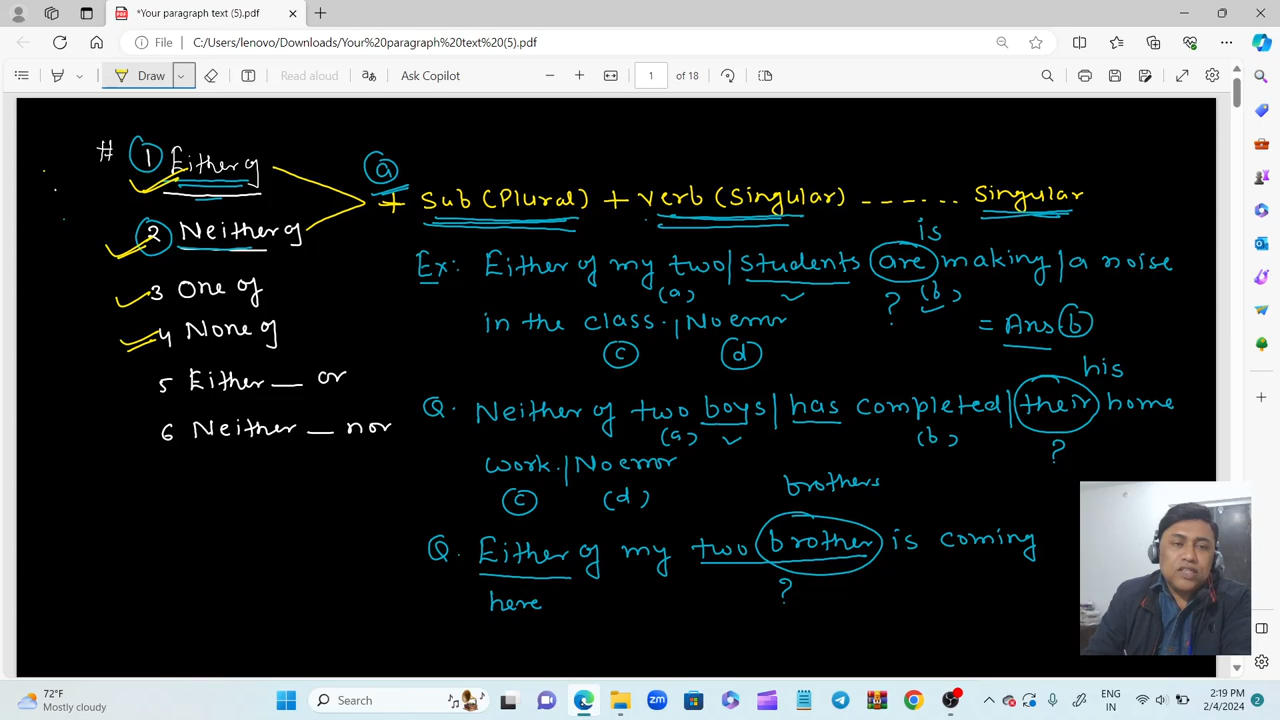 *Your paragraph text (5).pdf
File C:/Users/lenovo/Downloads/Your%20paragraph%20text%20(5).pdf
Draw Read aloud Ask Copilot 1 of 18
# 1 Either of
2 Neither of
3 One of
4 None of
5 Either __ or
6 Neither __ nor
a
+ Sub (Plural) + Verb (Singular) ------... Singular
is
Ex: Either of my two/students are making/a noise
(a) ? (b)
in the class./No error = Ans b
c d
his
Q. Neither of two boys/has completed/their home
(a) (b) ?
work./No error
c (d)
brothers
Q. Either of my two brother is coming
here ?
72°F
Mostly cloudy
Search
zm
ENG
IN
2:19 PM
2/4/2024
2